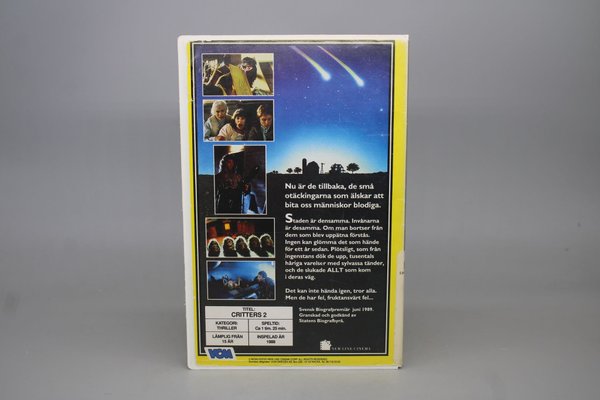 Nu är de tillbaka, de små
otäckingarna som älskar att
bita oss människor blodiga.
Staden är densamma. Invånarna
är desamma. Om man bortser från
dem som blev uppätna förstås.
Ingen kan glömma det som hände
för ett år sedan. Plötsligt, som från
ingenstans dök de upp, tusentals
håriga varelser med sylvassa tänder,
och de slukade ALLT som kom
i deras väg.
Det kan inte hända igen, tror alla.
Men de har fel, fruktansvärt fel...
Svensk Biografpremiär juni 1989.
Granskad och godkänd av
Statens Biografbyrå.
TITEL:
CRITTERS 2
KATEGORI:
THRILLER
SPELTID:
Ca 1 tim. 25 min.
LÄMPLIG FRÅN
15 ÅR
INSPELAD ÅR
1988
VOM
NEW LINE CINEMA